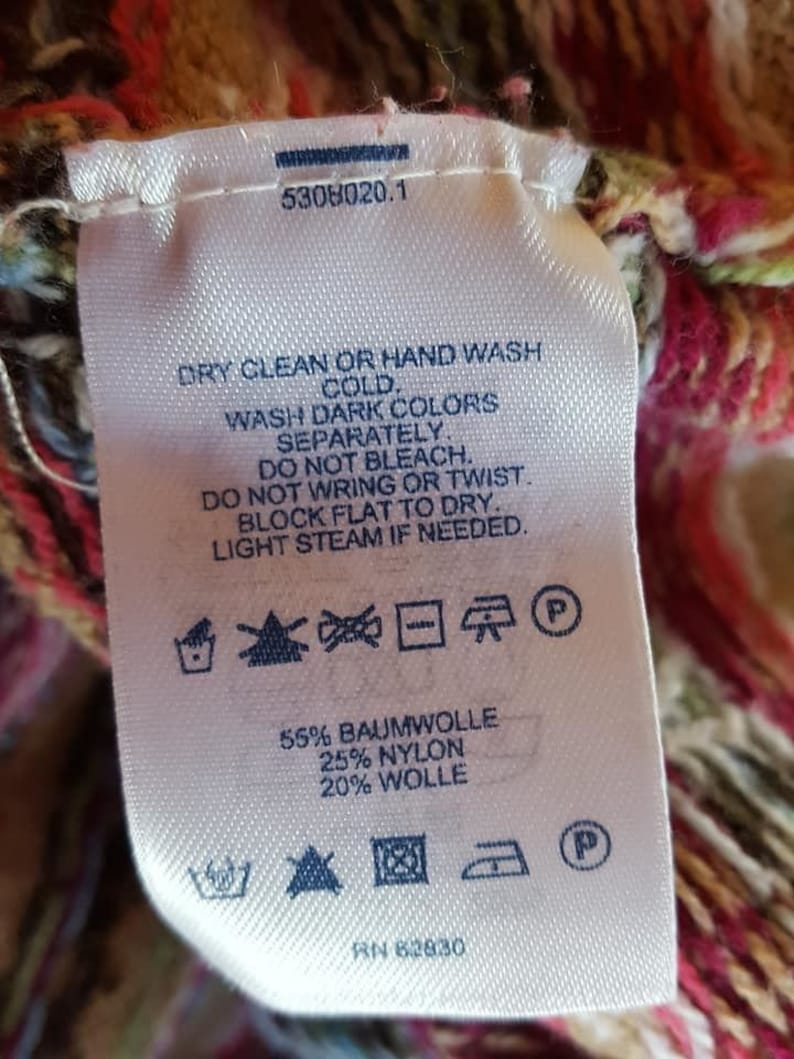 5308020.1
DRY CLEAN OR HAND WASH
COLD.
WASH DARK COLORS
SEPARATELY.
DO NOT BLEACH.
DO NOT WRING OR TWIST.
BLOCK FLAT TO DRY.
LIGHT STEAM IF NEEDED.
P
55% BAUMWOLLE
25% NYLON
20% WOLLE
P
RN 62830